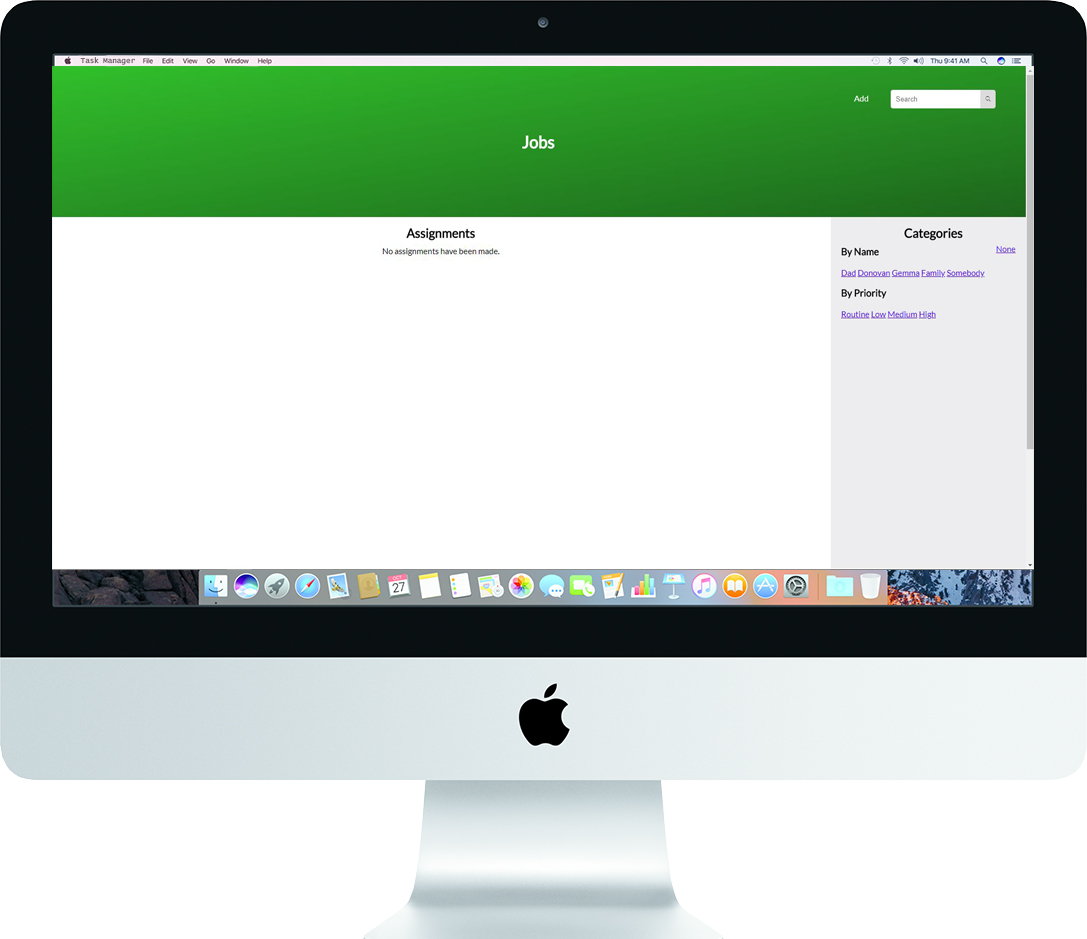 Task Manager File Edit View Go Window Help Thu 9:41 AM
Add Search
Jobs
Assignments
No assignments have been made.
Categories
By Name None
Dad Donovan Gemma Family Somebody
By Priority
Routine Low Medium High
OCT
27